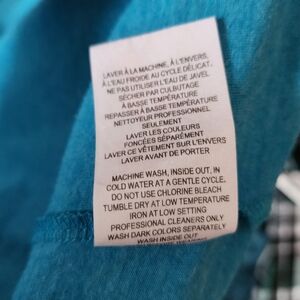 LAVER À LA MACHINE, À L'ENVERS,
À L'EAU FROIDE AU CYCLE DÉLICAT.
NE PAS UTILISER L'EAU DE JAVEL
SÉCHER PAR CULBUTAGE
À BASSE TEMPÉRATURE
REPASSER À BASSE TEMPÉRATURE
NETTOYEUR PROFESSIONNEL
SEULEMENT
LAVER LES COULEURS
FONCÉES SÉPARÉMENT
LAVER CE VÊTEMENT SUR L'ENVERS
LAVER AVANT DE PORTER
MACHINE WASH, INSIDE OUT, IN
COLD WATER AT A GENTLE CYCLE.
DO NOT USE CHLORINE BLEACH
TUMBLE DRY AT LOW TEMPERATURE
IRON AT LOW SETTING
PROFESSIONAL CLEANERS ONLY
WASH DARK COLORS SEPARATELY
WASH INSIDE OUT